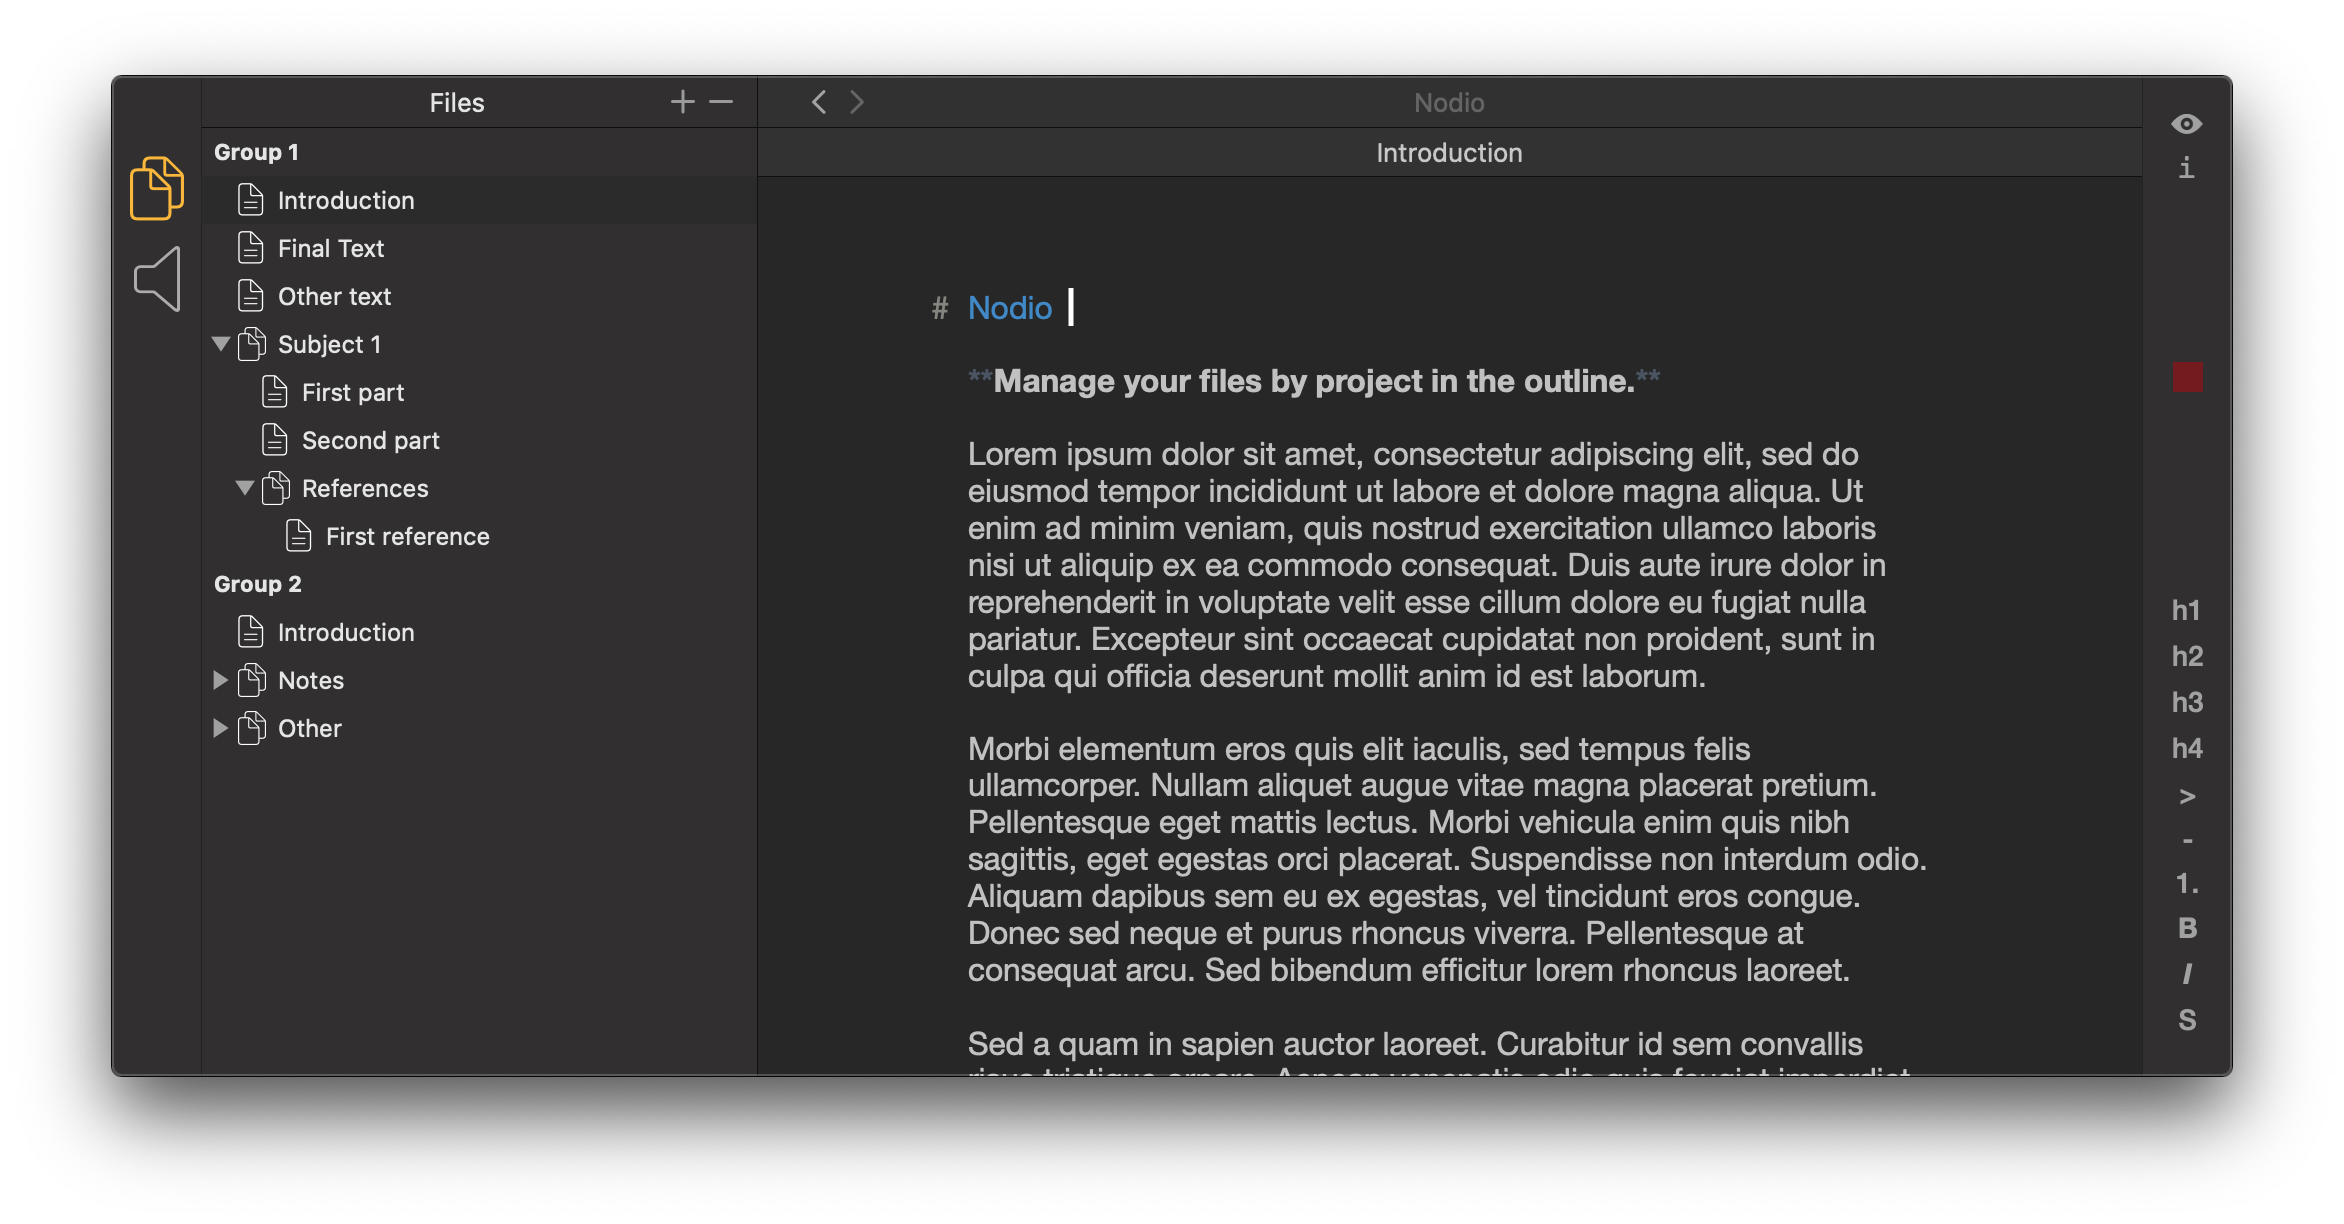 Files
Group 1
Introduction
Final Text
Other text
Subject 1
First part
Second part
References
First reference
Group 2
Introduction
Notes
Other
Nodio
Introduction
# Nodio
**Manage your files by project in the outline.**
Lorem ipsum dolor sit amet, consectetur adipiscing elit, sed do
eiusmod tempor incididunt ut labore et dolore magna aliqua. Ut
enim ad minim veniam, quis nostrud exercitation ullamco laboris
nisi ut aliquip ex ea commodo consequat. Duis aute irure dolor in
reprehenderit in voluptate velit esse cillum dolore eu fugiat nulla
pariatur. Excepteur sint occaecat cupidatat non proident, sunt in
culpa qui officia deserunt mollit anim id est laborum.
Morbi elementum eros quis elit iaculis, sed tempus felis
ullamcorper. Nullam aliquet augue vitae magna placerat pretium.
Pellentesque eget mattis lectus. Morbi vehicula enim quis nibh
sagittis, eget egestas orci placerat. Suspendisse non interdum odio.
Aliquam dapibus sem eu ex egestas, vel tincidunt eros congue.
Donec sed neque et purus rhoncus viverra. Pellentesque at
consequat arcu. Sed bibendum efficitur lorem rhoncus laoreet.
Sed a quam in sapien auctor laoreet. Curabitur id sem convallis
i
h1
h2
h3
h4
>
-
1.
B
I
S